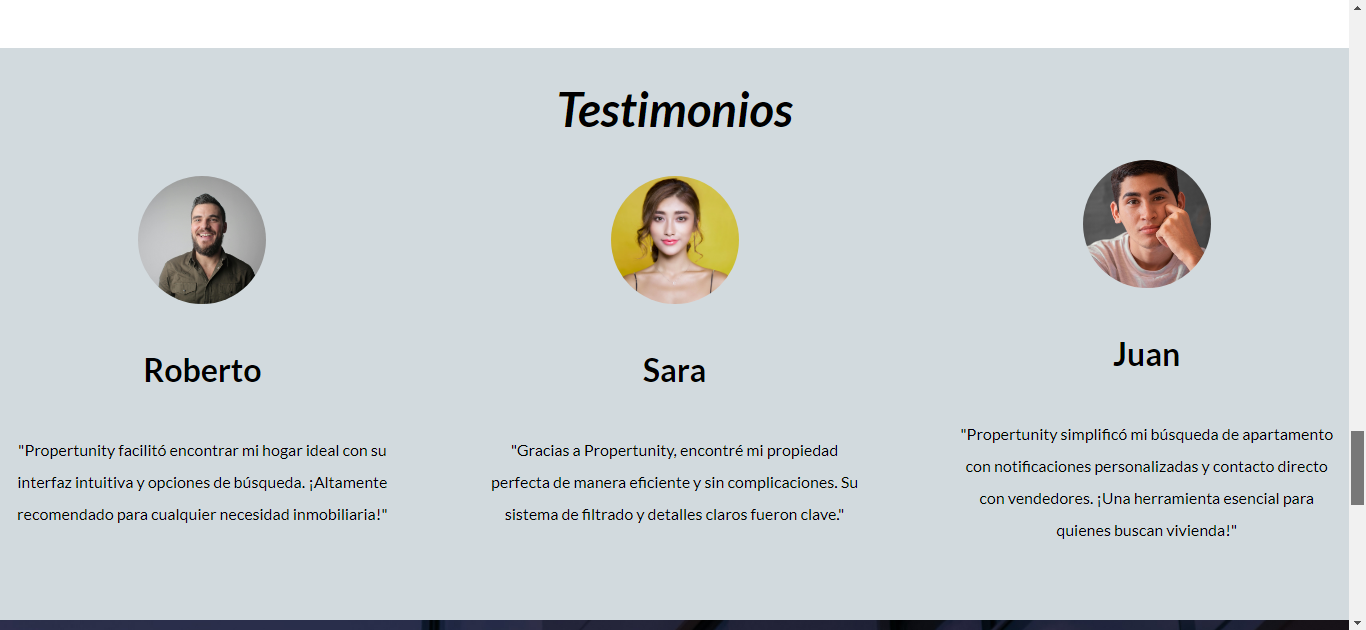 Testimonios
Roberto
"Propertunity facilitó encontrar mi hogar ideal con su
interfaz intuitiva y opciones de búsqueda. ¡Altamente
recomendado para cualquier necesidad inmobiliaria!"
Sara
"Gracias a Propertunity, encontré mi propiedad
perfecta de manera eficiente y sin complicaciones. Su
sistema de filtrado y detalles claros fueron clave."
Juan
"Propertunity simplificó mi búsqueda de apartamento
con notificaciones personalizadas y contacto directo
con vendedores. ¡Una herramienta esencial para
quienes buscan vivienda!"